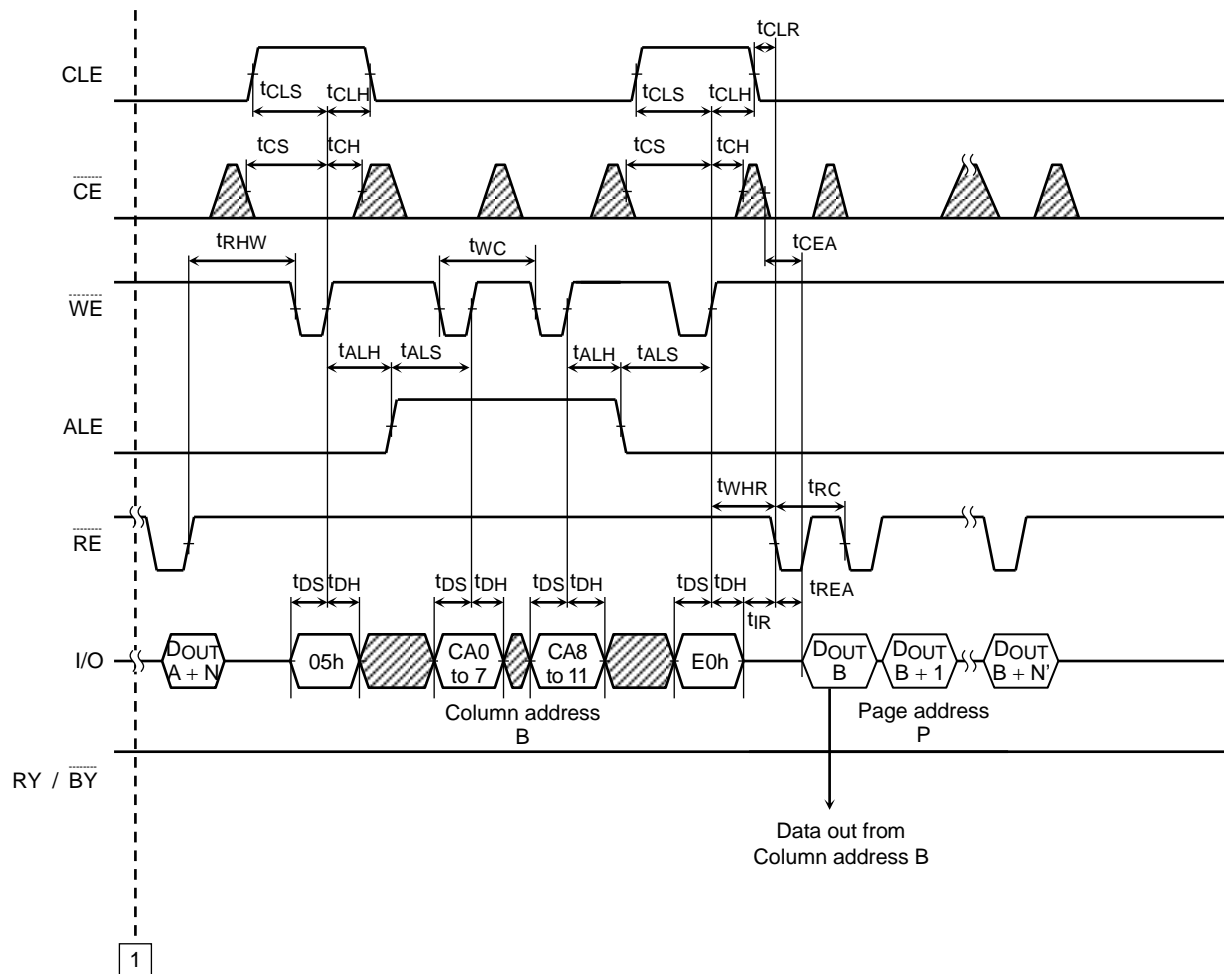 tCLR
CLE
tCLS tCLH tCLS tCLH
tCS tCH tCS tCH
CE
tRHW tWC tCEA
WE
tALH tALS tALH tALS
ALE
tWHR tRC
RE
tDS tDH tDS tDH tDS tDH tDS tDH tREA
tIR
I/O
DOUT
A + N
05h
CA0
to 7
CA8
to 11
E0h
DOUT
B
DOUT
B + 1
DOUT
B + N’
Column address
B
Page address
P
RY / BY
Data out from
Column address B
1